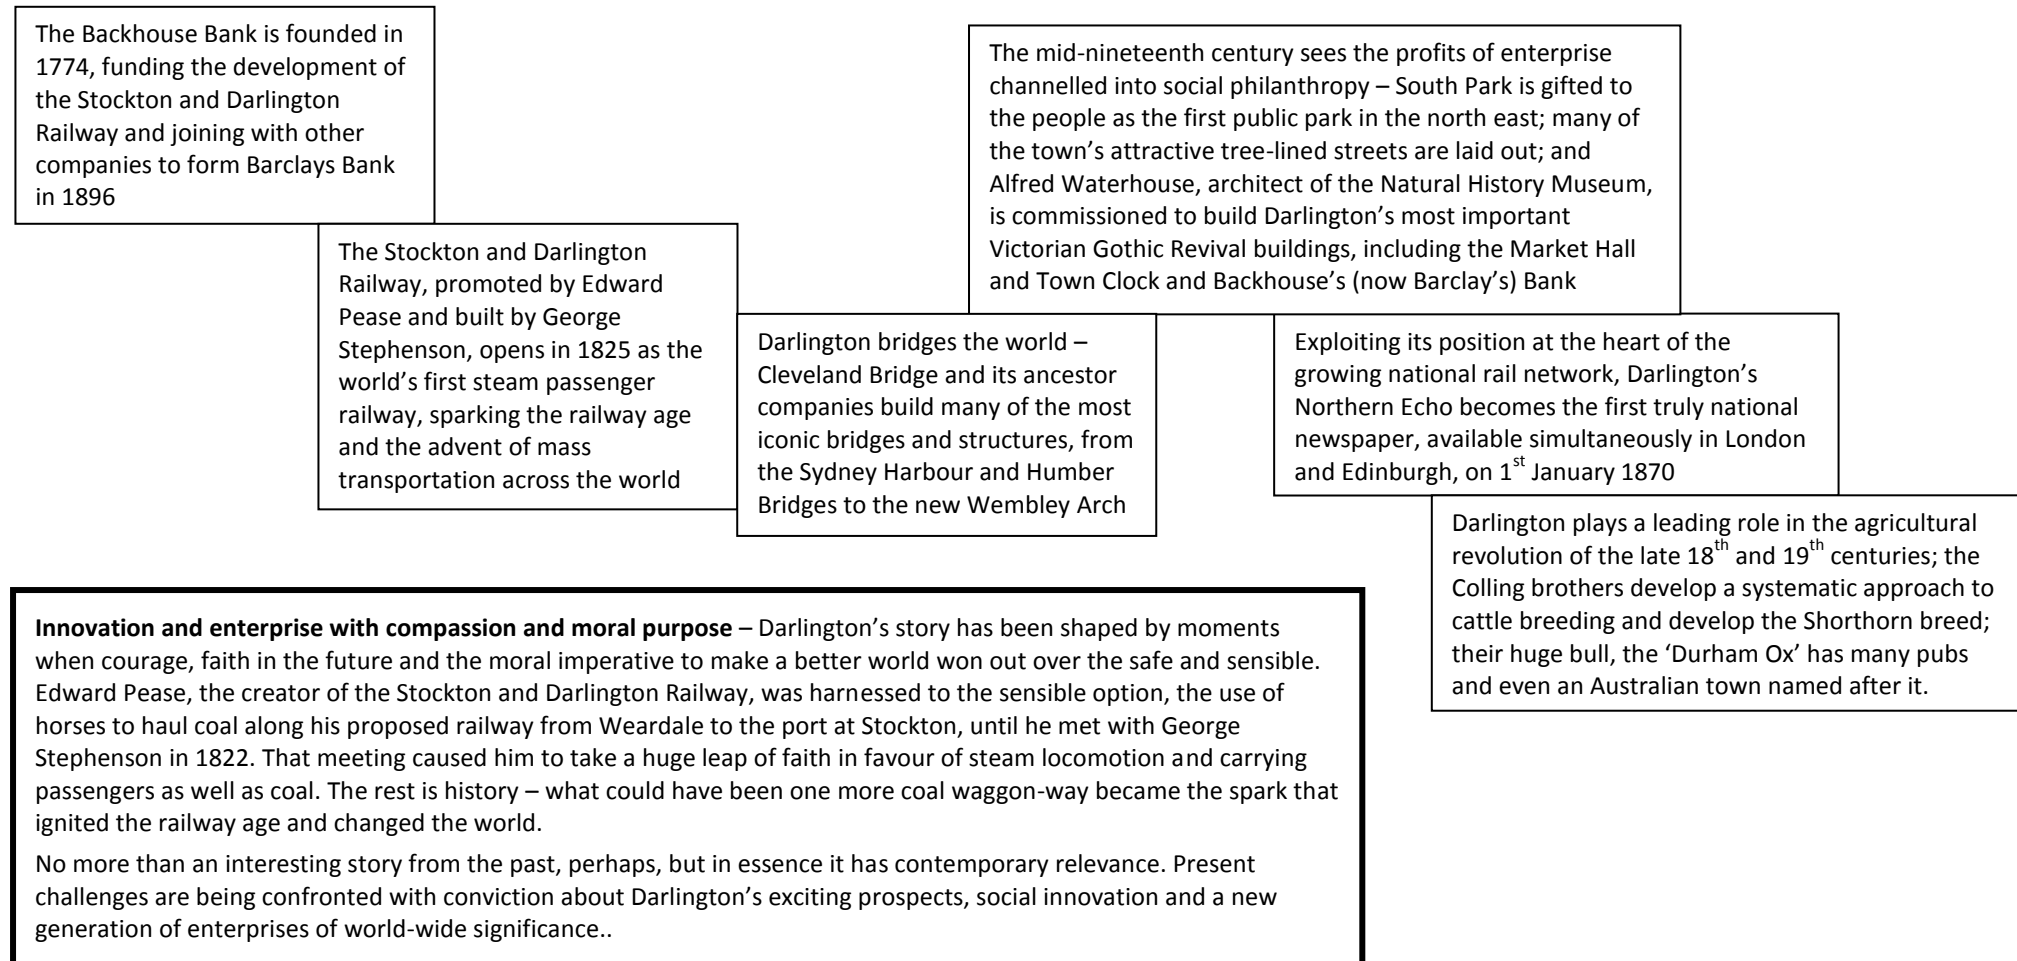 The Backhouse Bank is founded in
1774, funding the development of
the Stockton and Darlington
Railway and joining with other
companies to form Barclays Bank
in 1896
The Stockton and Darlington
Railway, promoted by Edward
Pease and built by George
Stephenson, opens in 1825 as the
world’s first steam passenger
railway, sparking the railway age
and the advent of mass
transportation across the world
Darlington bridges the world –
Cleveland Bridge and its ancestor
companies build many of the most
iconic bridges and structures, from
the Sydney Harbour and Humber
Bridges to the new Wembley Arch
The mid-nineteenth century sees the profits of enterprise
channelled into social philanthropy – South Park is gifted to
the people as the first public park in the north east; many of
the town’s attractive tree-lined streets are laid out; and
Alfred Waterhouse, architect of the Natural History Museum,
is commissioned to build Darlington’s most important
Victorian Gothic Revival buildings, including the Market Hall
and Town Clock and Backhouse’s (now Barclay’s) Bank
Exploiting its position at the heart of the
growing national rail network, Darlington’s
Northern Echo becomes the first truly national
newspaper, available simultaneously in London
and Edinburgh, on 1st January 1870
Darlington plays a leading role in the agricultural
revolution of the late 18th and 19th centuries; the
Colling brothers develop a systematic approach to
cattle breeding and develop the Shorthorn breed;
their huge bull, the ‘Durham Ox’ has many pubs
and even an Australian town named after it.
Innovation and enterprise with compassion and moral purpose – Darlington’s story has been shaped by moments
when courage, faith in the future and the moral imperative to make a better world won out over the safe and sensible.
Edward Pease, the creator of the Stockton and Darlington Railway, was harnessed to the sensible option, the use of
horses to haul coal along his proposed railway from Weardale to the port at Stockton, until he met with George
Stephenson in 1822. That meeting caused him to take a huge leap of faith in favour of steam locomotion and carrying
passengers as well as coal. The rest is history – what could have been one more coal waggon-way became the spark that
ignited the railway age and changed the world.
No more than an interesting story from the past, perhaps, but in essence it has contemporary relevance. Present
challenges are being confronted with conviction about Darlington’s exciting prospects, social innovation and a new
generation of enterprises of world-wide significance..